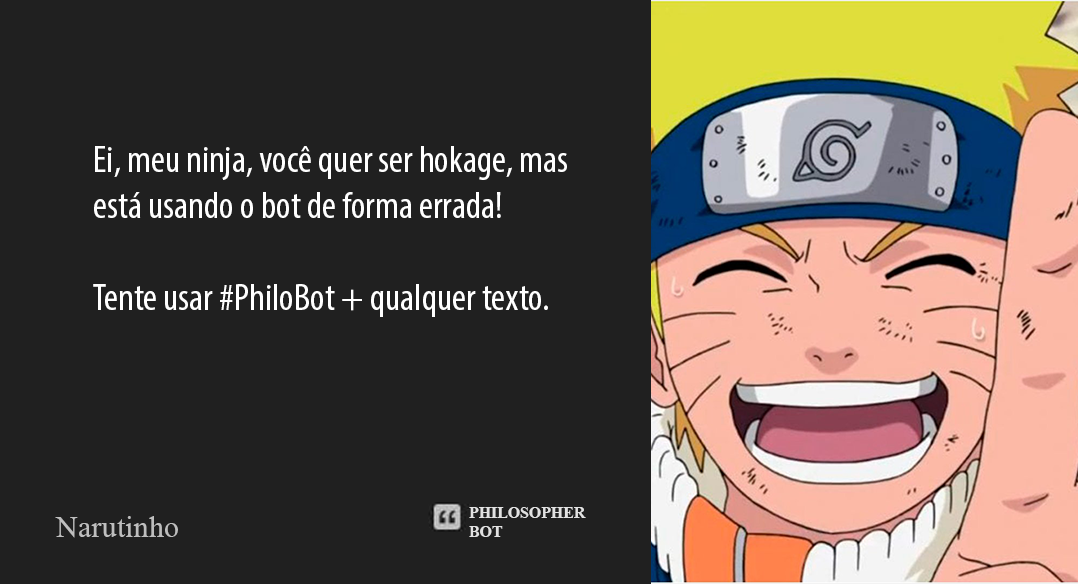 Ei, meu ninja, você quer ser hokage, mas
está usando o bot de forma errada!
Tente usar #PhiloBot + qualquer texto.
Narutinho
PHILOSOPHER
BOT